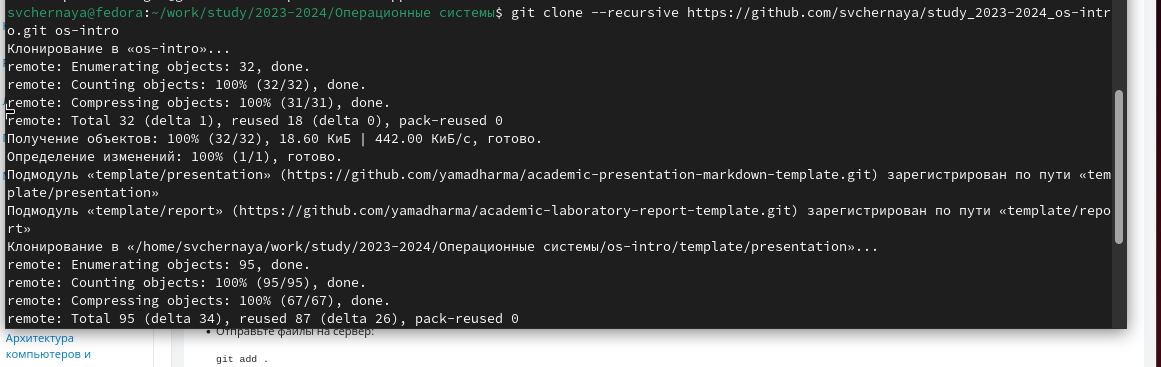 svchernaya@fedora:~/work/study/2023-2024/Операционные системы$ git clone --recursive https://github.com/svchernaya/study_2023-2024_os-intr
o.git os-intro
Клонирование в «os-intro»...
remote: Enumerating objects: 32, done.
remote: Counting objects: 100% (32/32), done.
remote: Compressing objects: 100% (31/31), done.
remote: Total 32 (delta 1), reused 18 (delta 0), pack-reused 0
Получение объектов: 100% (32/32), 18.60 КиБ | 442.00 КиБ/с, готово.
Определение изменений: 100% (1/1), готово.
Подмодуль «template/presentation» (https://github.com/yamadharma/academic-presentation-markdown-template.git) зарегистрирован по пути «tem
plate/presentation»
Подмодуль «template/report» (https://github.com/yamadharma/academic-laboratory-report-template.git) зарегистрирован по пути «template/repo
rt»
Клонирование в «/home/svchernaya/work/study/2023-2024/Операционные системы/os-intro/template/presentation»...
remote: Enumerating objects: 95, done.
remote: Counting objects: 100% (95/95), done.
remote: Compressing objects: 100% (67/67), done.
remote: Total 95 (delta 34), reused 87 (delta 26), pack-reused 0
Архитектура
компьютеров и
• Отправьте файлы на сервер:
git add .